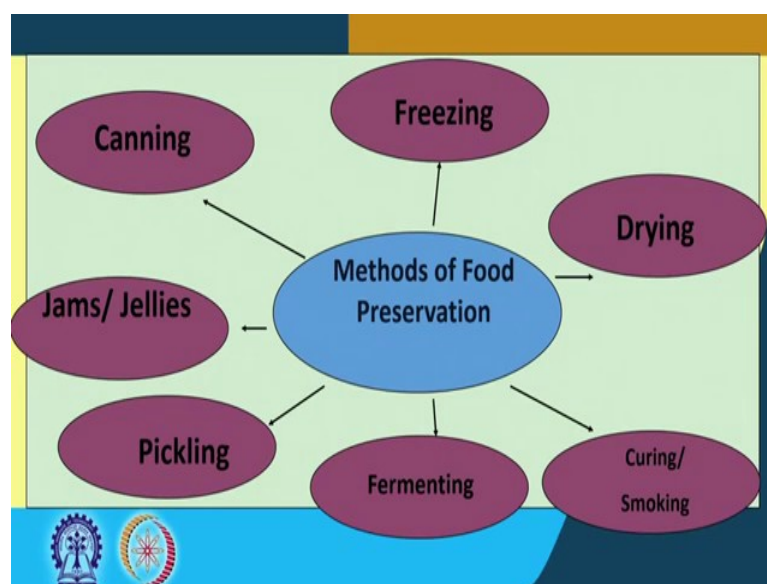 Canning
Freezing
Drying
Methods of Food
Preservation
Jams/ Jellies
Pickling
Fermenting
Curing/
Smoking